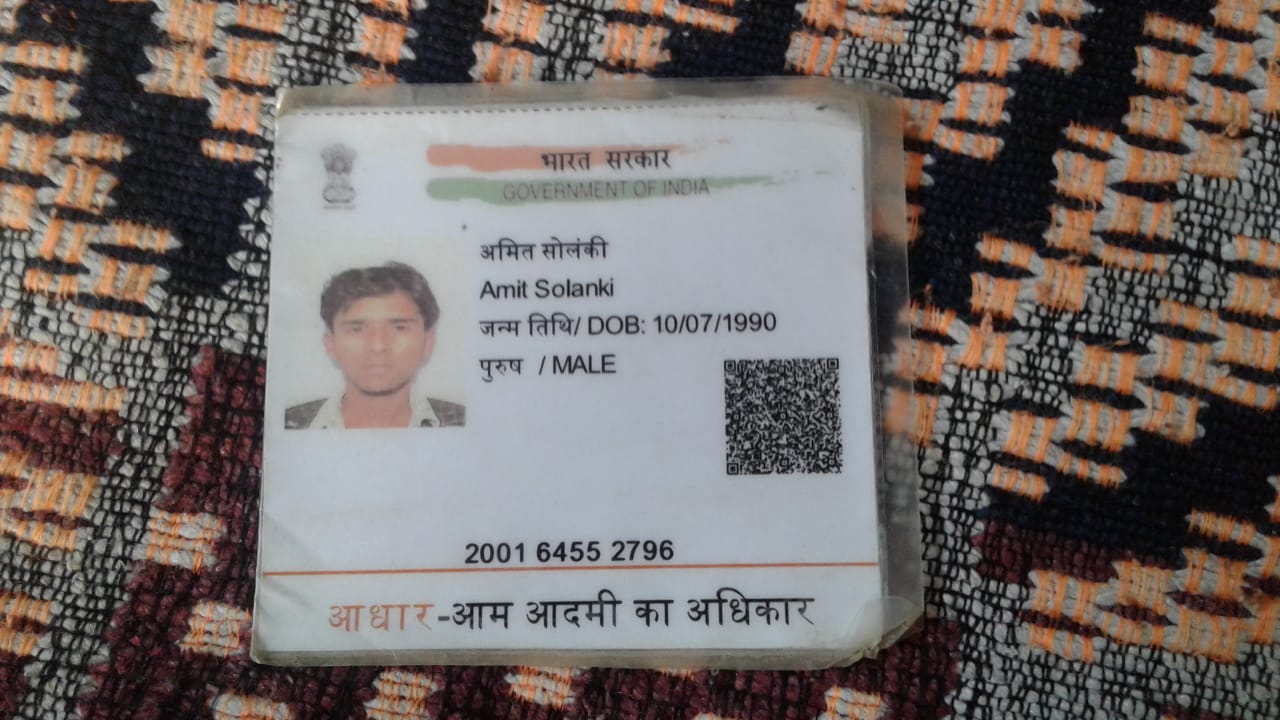 भारत सरकार
GOVERNMENT OF INDIA
अमित सोलंकी
Amit Solanki
जन्म तिथि/ DOB: 10/07/1990
पुरुष / MALE
2001 6455 2796
आधार-आम आदमी का अधिकार